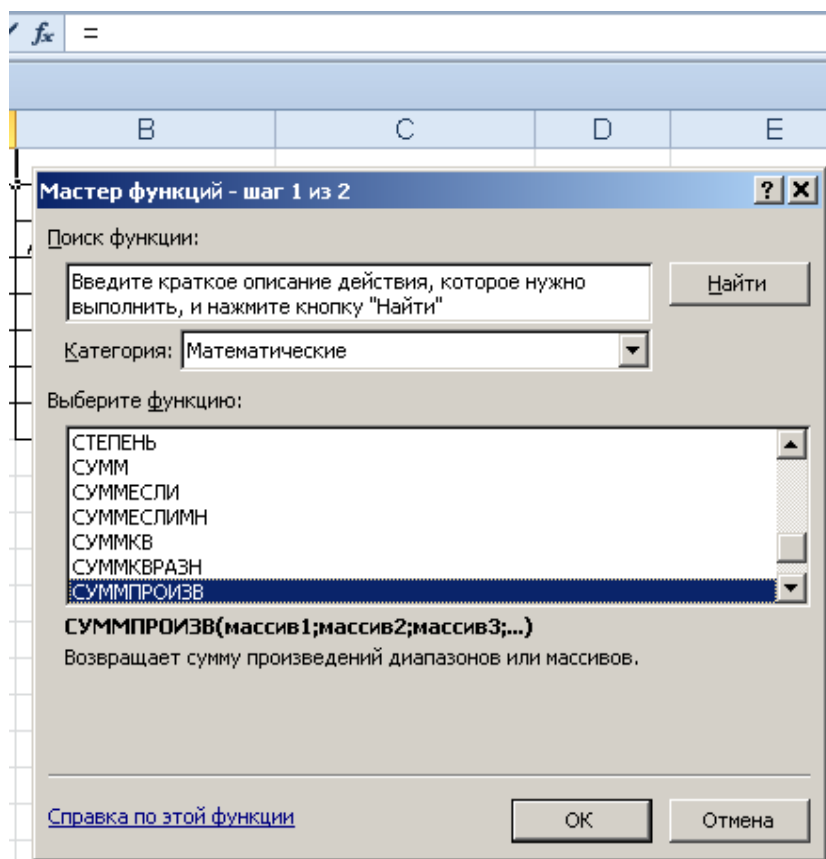 fx =
B C D E
Мастер функций - шаг 1 из 2
Поиск функции:
Введите краткое описание действия, которое нужно
выполнить, и нажмите кнопку "Найти"
Найти
Категория: Математические
Выберите функцию:
СТЕПЕНЬ
СУММ
СУММЕСЛИ
СУММЕСЛИМН
СУММКВ
СУММКВРАЗН
СУММПРОИЗВ
СУММПРОИЗВ(массив1;массив2;массив3;...)
Возвращает сумму произведений диапазонов или массивов.
Справка по этой функции
ОК
Отмена